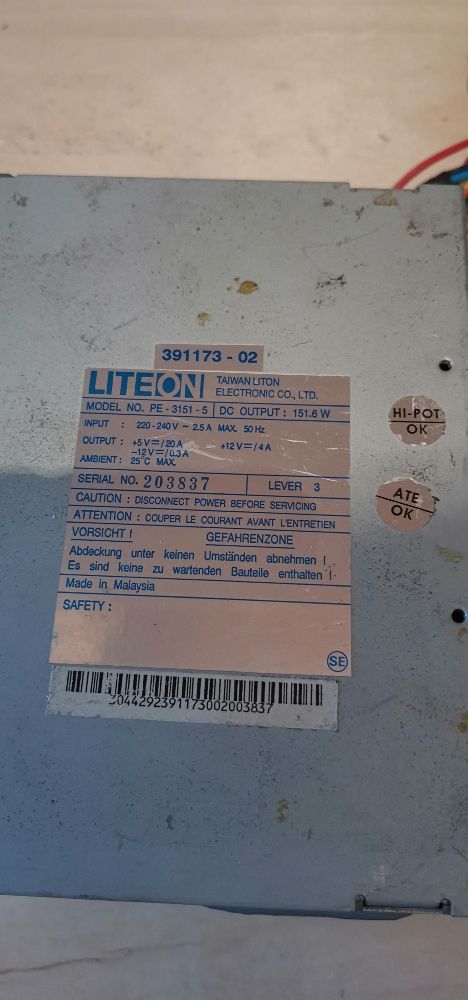 391173 - 02
LITEON TAIWAN LITON
ELECTRONIC CO., LTD.
MODEL NO. PE - 3151 - 5 DC OUTPUT : 151.6 W
INPUT : 220 - 240 V ~ 2.5 A MAX. 50 Hz
OUTPUT : +5 V⎓/ 20 A +12 V⎓/ 4 A
−12 V⎓/ 0.3 A
AMBIENT : 25°C MAX.
SERIAL NO. 203837 LEVER 3
CAUTION : DISCONNECT POWER BEFORE SERVICING
ATTENTION : COUPER LE COURANT AVANT L'ENTRETIEN
VORSICHT ! GEFAHRENZONE
Abdeckung unter keinen Umständen abnehmen !
Es sind keine zu wartenden Bauteile enthalten !
Made in Malaysia
SAFETY :
SE
HI-POT
OK
ATE
OK
3044292391173002003837